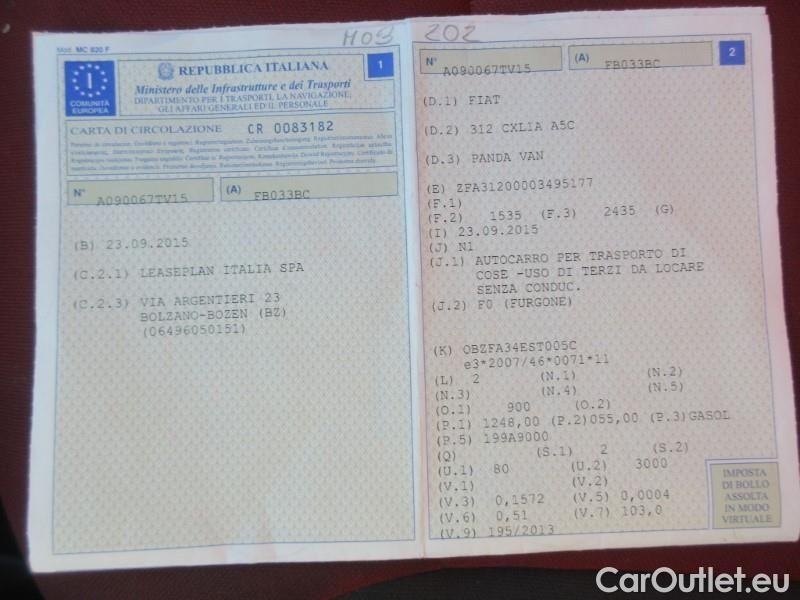 Mod. MC 820 F
M09 202
I
COMUNITÀ
EUROPEA
REPUBBLICA ITALIANA
1
Ministero delle Infrastrutture e dei Trasporti
DIPARTIMENTO PER I TRASPORTI, LA NAVIGAZIONE,
GLI AFFARI GENERALI ED IL PERSONALE
CARTA DI CIRCOLAZIONE CR 0083182
N° A090067TV15 (A) FB033BC
(B) 23.09.2015
(C.2.1) LEASEPLAN ITALIA SPA
(C.2.3) VIA ARGENTIERI 23
BOLZANO-BOZEN (BZ)
(06496050151)
N° A090067TV15 (A) FB033BC
2
(D.1) FIAT
(D.2) 312 CXL1A A5C
(D.3) PANDA VAN
(E) ZFA31200003495177
(F.1)
(F.2) 1535 (F.3) 2435 (G)
(I) 23.09.2015
(J) N1
(J.1) AUTOCARRO PER TRASPORTO DI
COSE -USO DI TERZI DA LOCARE
SENZA CONDUC.
(J.2) F0 (FURGONE)
(K) OBZFA34EST005C
e3*2007/46*0071*11
(L) 2 (N.1) (N.2)
(N.3) (N.4) (N.5)
(O.1) 900 (O.2)
(P.1) 1248,00 (P.2)055,00 (P.3)GASOL
(P.5) 199A9000
(Q) (S.1) 2 (S.2)
(U.1) 80 (U.2) 3000
(V.1) (V.2)
(V.3) 0,1572 (V.5) 0,0004
(V.6) 0,51 (V.7) 103,0
(V.9) 195/2013
IMPOSTA
DI BOLLO
ASSOLTA
IN MODO
VIRTUALE
CarOutlet.eu